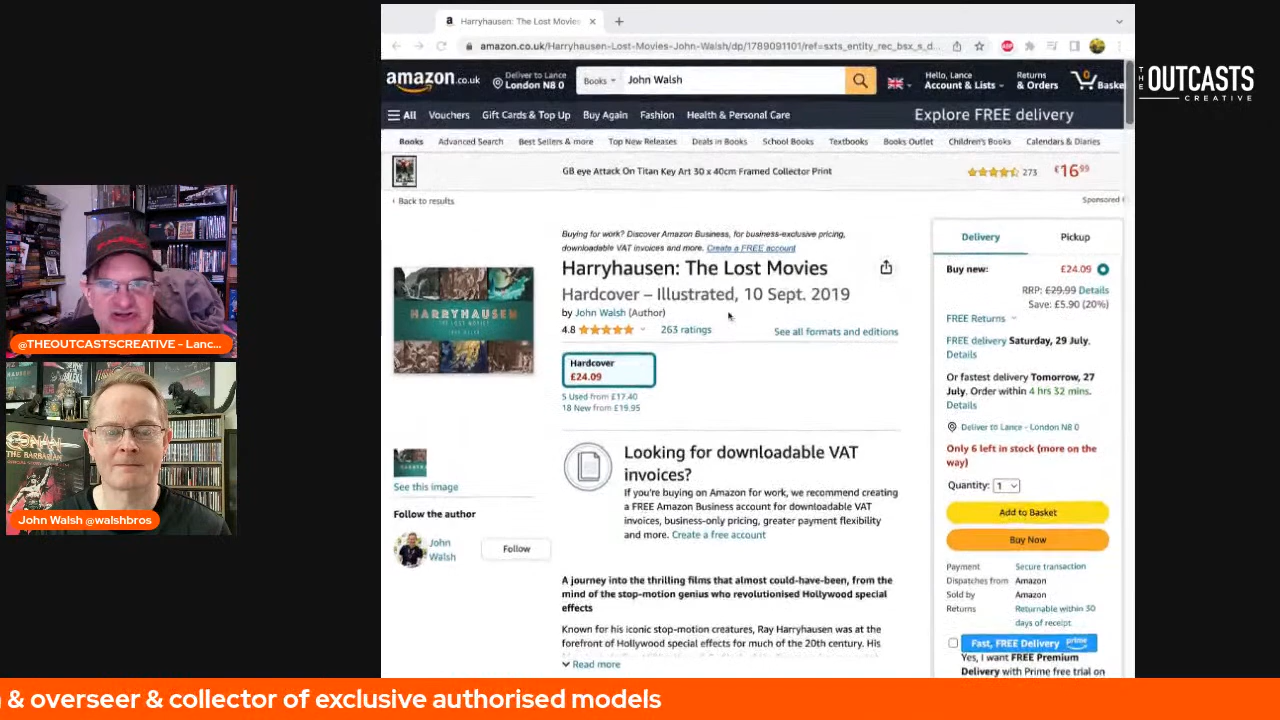 Harryhausen: The Lost Movies
amazon.co.uk/Harryhausen-Lost-Movies-John-Walsh/dp/1789091101/ref=sxts_entity_rec_bsx_s_d...
ABP
amazon.co.uk
Deliver to Lance
London N8 0
Books
John Walsh
Hello, Lance
Account & Lists
Returns
& Orders
0
Baske
THE
OUTCASTS
CREATIVE
All Vouchers Gift Cards & Top Up Buy Again Fashion Health & Personal Care Explore FREE delivery
Books Advanced Search Best Sellers & more Top New Releases Deals in Books School Books Textbooks Books Outlet Children's Books Calendars & Diaries
GB eye Attack On Titan Key Art 30 x 40cm Framed Collector Print 273 £16⁹⁹
‹ Back to results
Sponsored
Buying for work? Discover Amazon Business, for business-exclusive pricing,
downloadable VAT invoices and more. Create a FREE account
Harryhausen: The Lost Movies
Hardcover – Illustrated, 10 Sept. 2019
by John Walsh (Author)
4.8 263 ratings
See all formats and editions
Hardcover
£24.09
5 Used from £17.40
18 New from £19.95
HARRYHAUSEN
THE LOST MOVIES
See this image
Follow the author
John
Walsh
Follow
Looking for downloadable VAT
invoices?
If you're buying on Amazon for work, we recommend creating
a FREE Amazon Business account for downloadable VAT
invoices, business-only pricing, greater payment flexibility
and more. Create a free account
A journey into the thrilling films that almost could-have-been, from the
mind of the stop-motion genius who revolutionised Hollywood special
effects
Known for his iconic stop-motion creatures, Ray Harryhausen was at the
forefront of Hollywood special effects for much of the 20th century. His
Read more
Delivery Pickup
Buy new: £24.09
RRP: £29.99 Details
Save: £5.90 (20%)
FREE Returns
FREE delivery Saturday, 29 July.
Details
Or fastest delivery Tomorrow, 27
July. Order within 4 hrs 32 mins.
Details
Deliver to Lance - London N8 0
Only 6 left in stock (more on the
way)
Quantity: 1
Add to Basket
Buy Now
Payment Secure transaction
Dispatches from Amazon
Sold by Amazon
Returns Returnable within 30
days of receipt
Fast, FREE Delivery prime
Yes, I want FREE Premium
Delivery with Prime free trial on
@THEOUTCASTSCREATIVE - Lanc...
CONAN
THE BARBARIAN
John Walsh @walshbros
& overseer & collector of exclusive authorised models